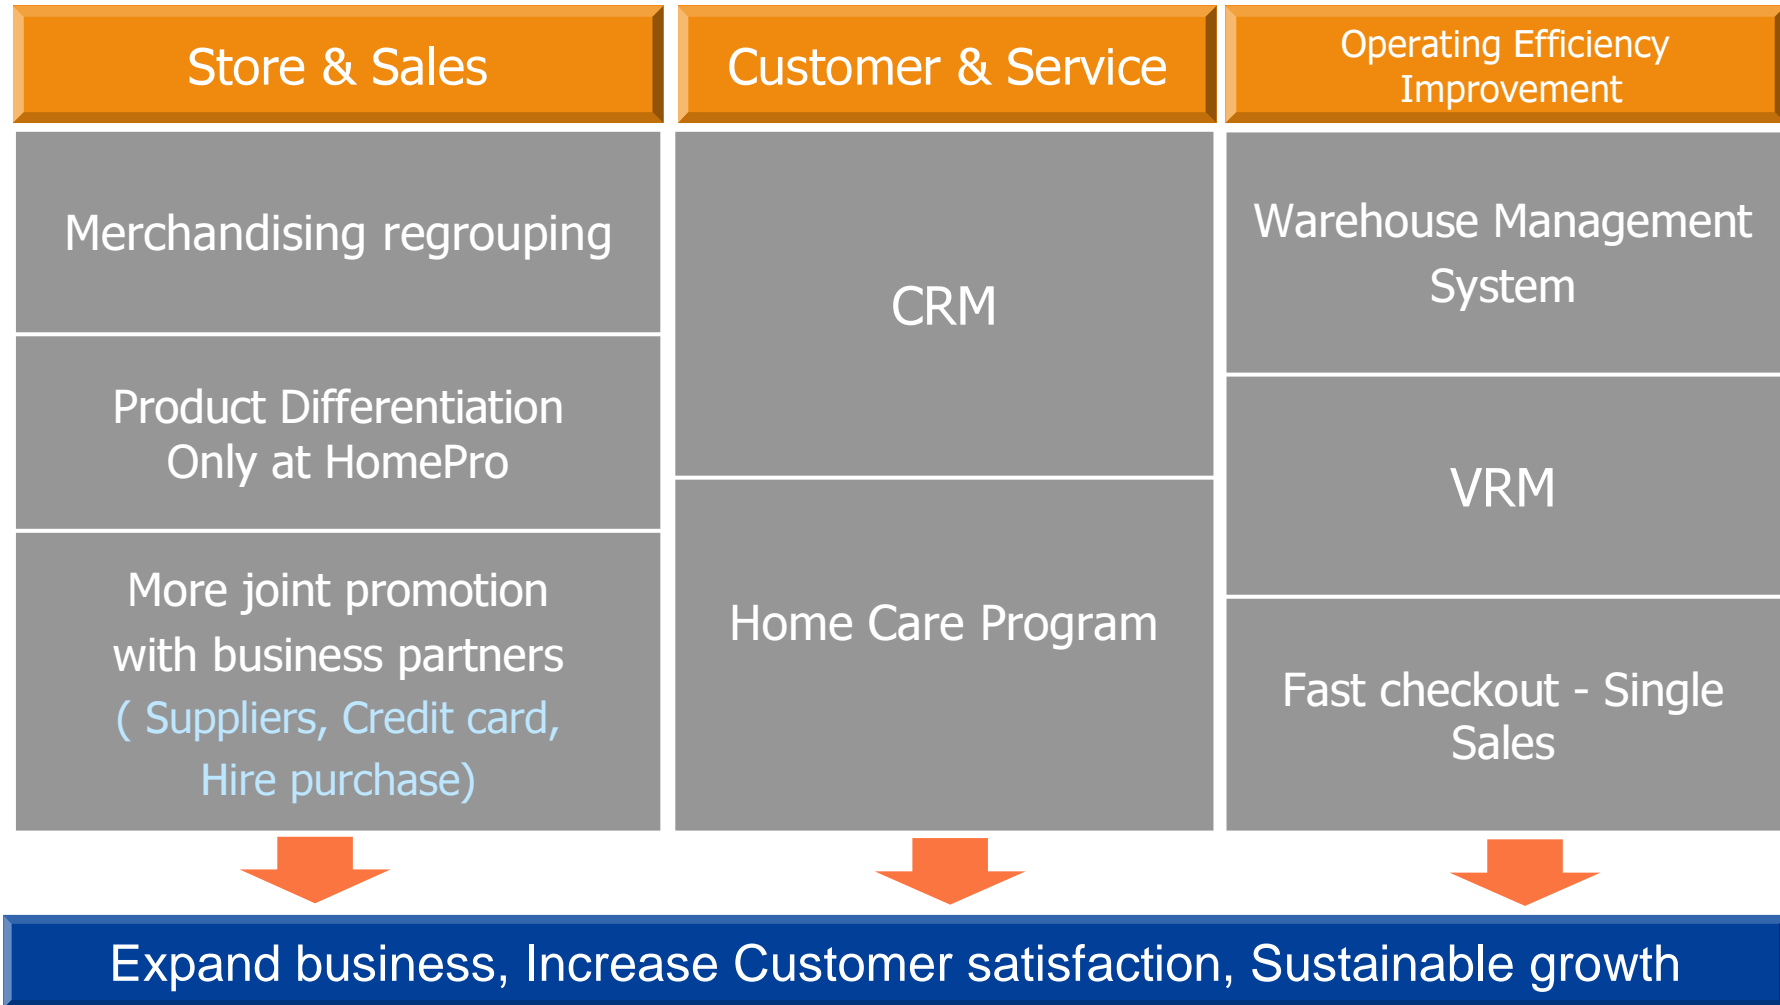 Store & Sales
Customer & Service
Operating Efficiency
Improvement
Merchandising regrouping
Product Differentiation
Only at HomePro
More joint promotion
with business partners
( Suppliers, Credit card,
Hire purchase)
CRM
Home Care Program
Warehouse Management
System
VRM
Fast checkout - Single
Sales
Expand business, Increase Customer satisfaction, Sustainable growth